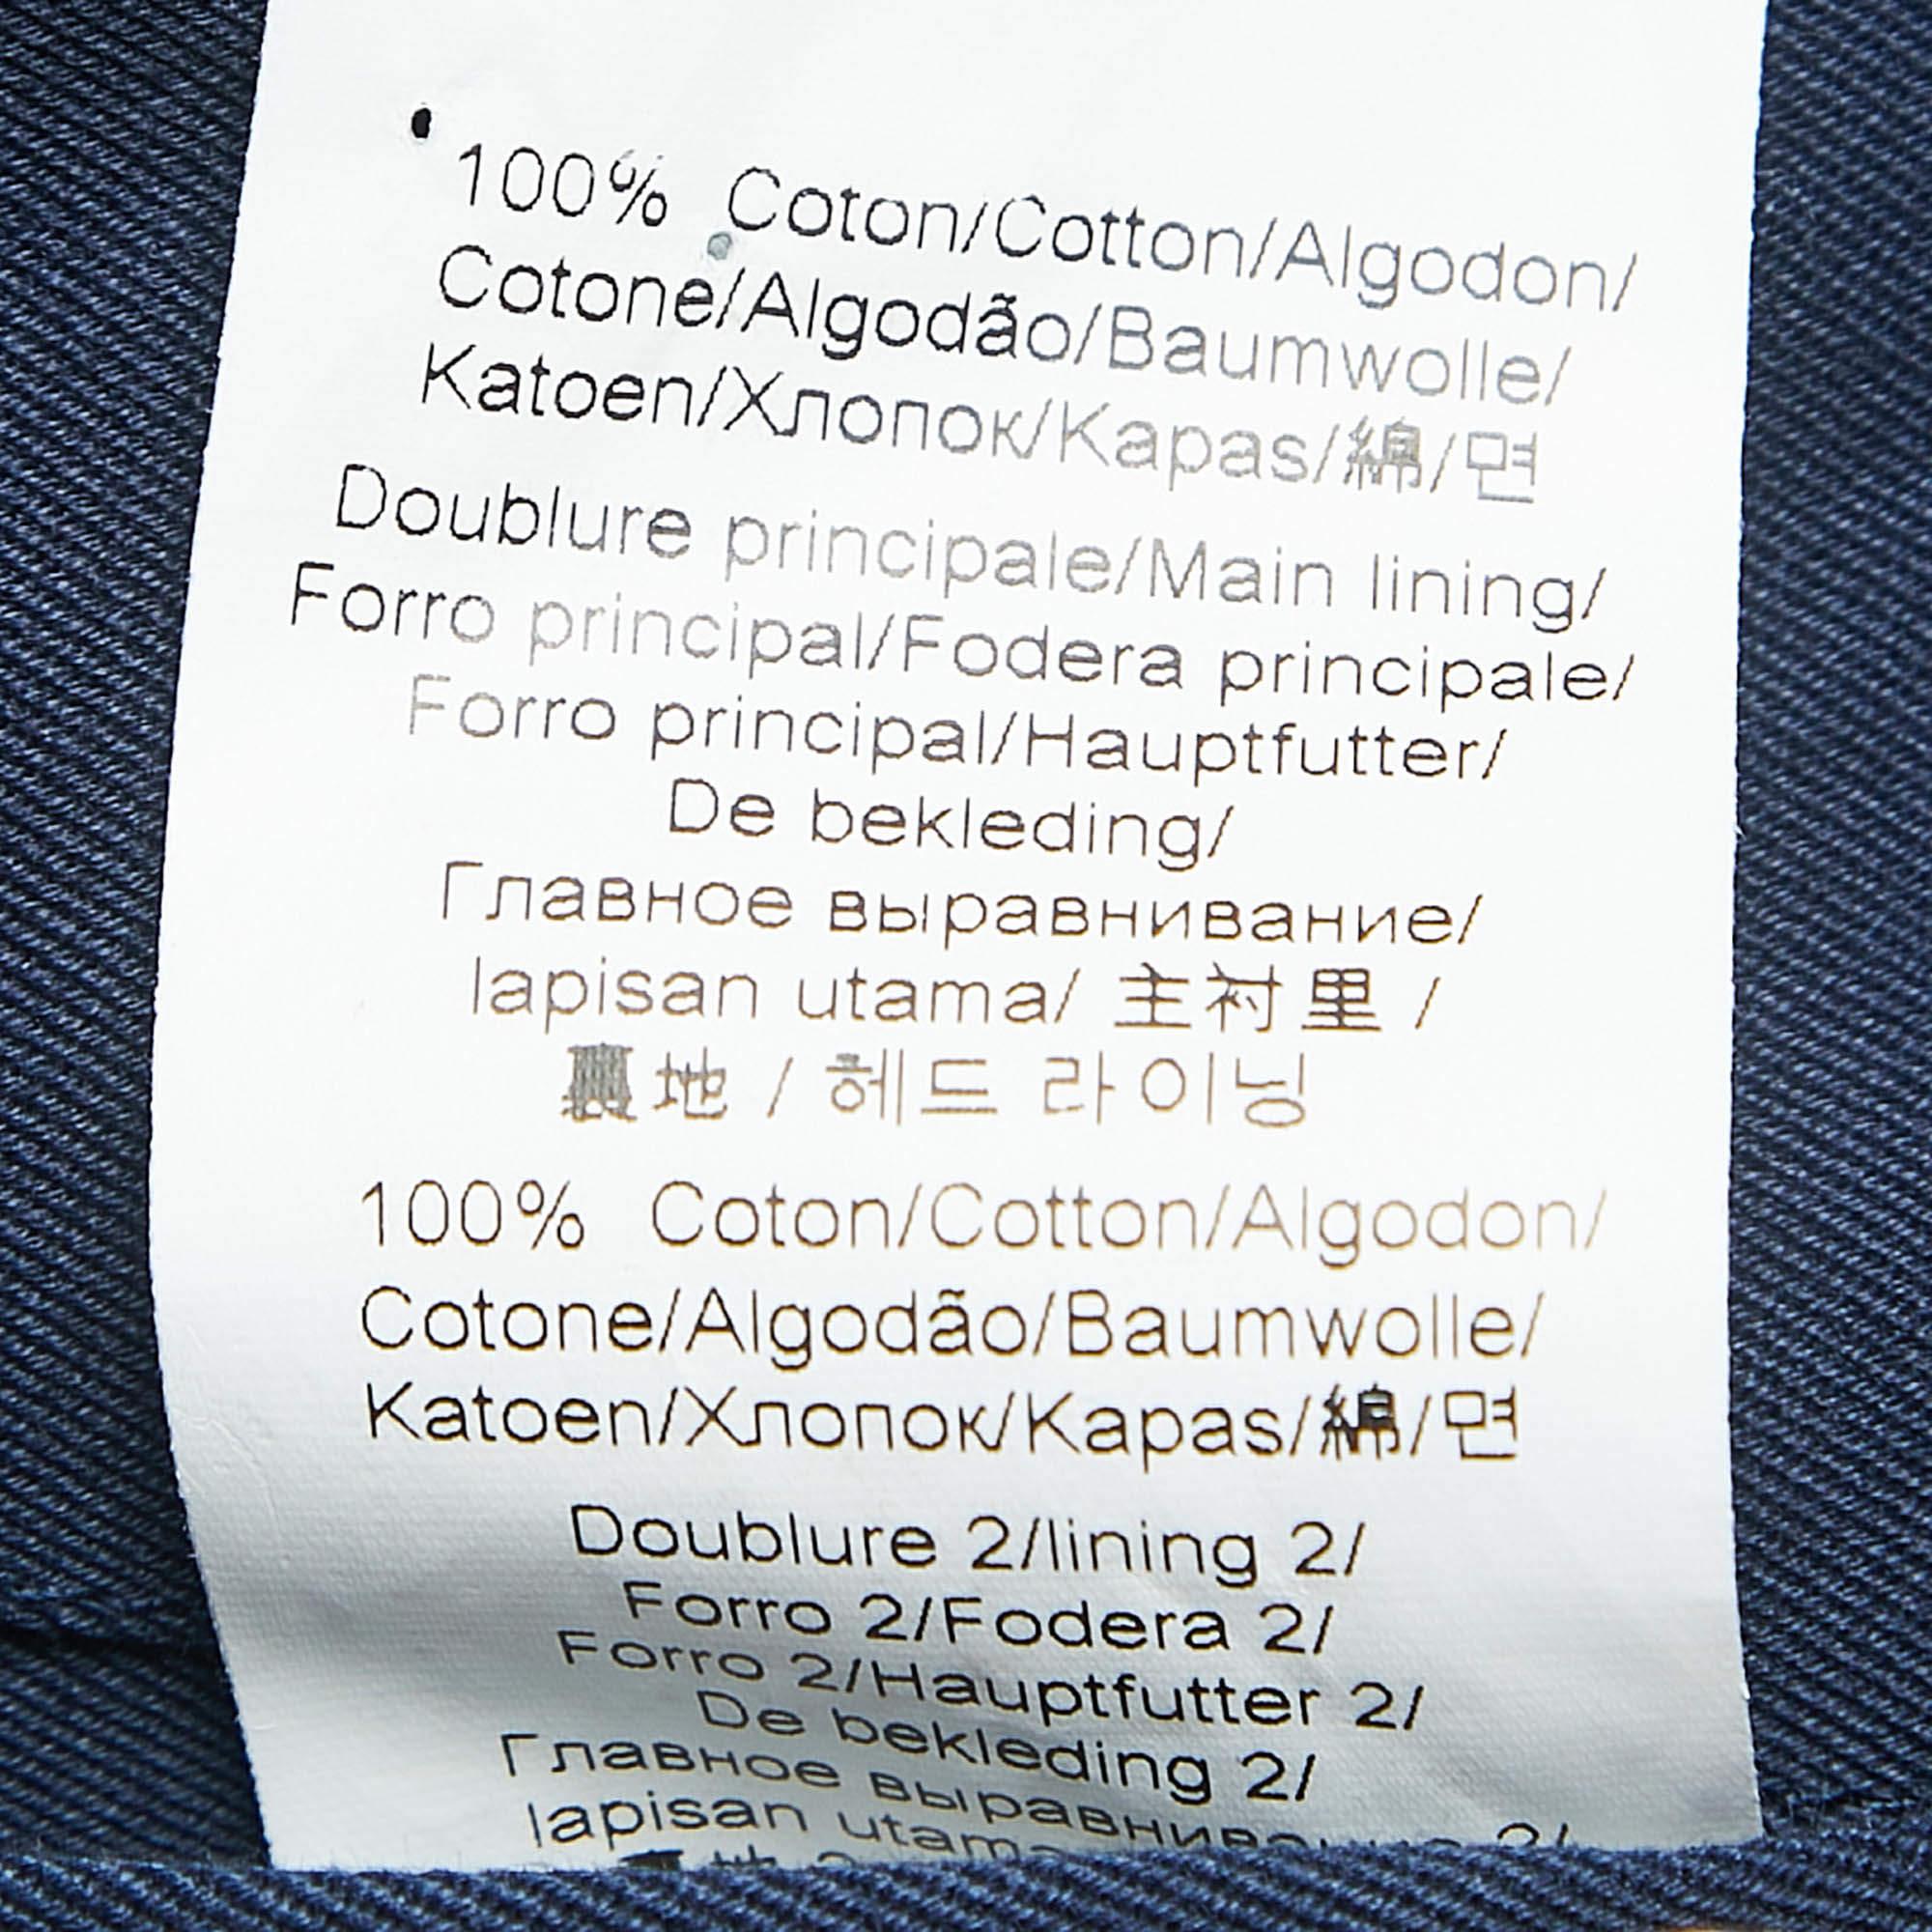 100% Coton/Cotton/Algodon/
Cotone/Algodão/Baumwolle/
Katoen/Хлопок/Kapas/綿/면
Doublure principale/Main lining/
Forro principal/Fodera principale/
Forro principal/Hauptfutter/
De bekleding/
Главное выравнивание/
lapisan utama/ 主衬里 /
裏地 / 헤드 라이닝
100% Coton/Cotton/Algodon/
Cotone/Algodão/Baumwolle/
Katoen/Хлопок/Kapas/綿/면
Doublure 2/lining 2/
Forro 2/Fodera 2/
Forro 2/Hauptfutter 2/
De bekleding 2/
Главное выравнивание 2/
lapisan utama